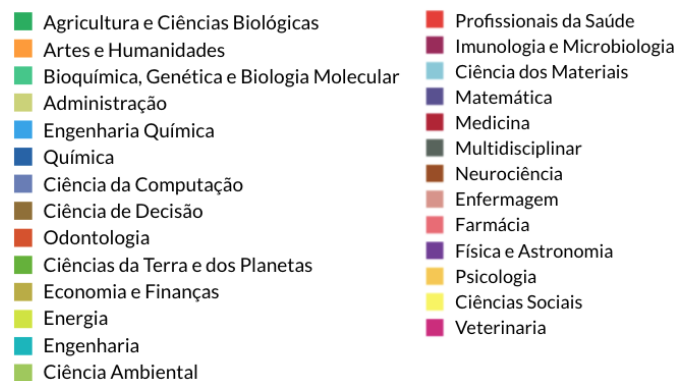 Agricultura e Ciências Biológicas
Artes e Humanidades
Bioquímica, Genética e Biologia Molecular
Administração
Engenharia Química
Química
Ciência da Computação
Ciência de Decisão
Odontologia
Ciências da Terra e dos Planetas
Economia e Finanças
Energia
Engenharia
Ciência Ambiental
Profissionais da Saúde
Imunologia e Microbiologia
Ciência dos Materiais
Matemática
Medicina
Multidisciplinar
Neurociência
Enfermagem
Farmácia
Física e Astronomia
Psicologia
Ciências Sociais
Veterinaria